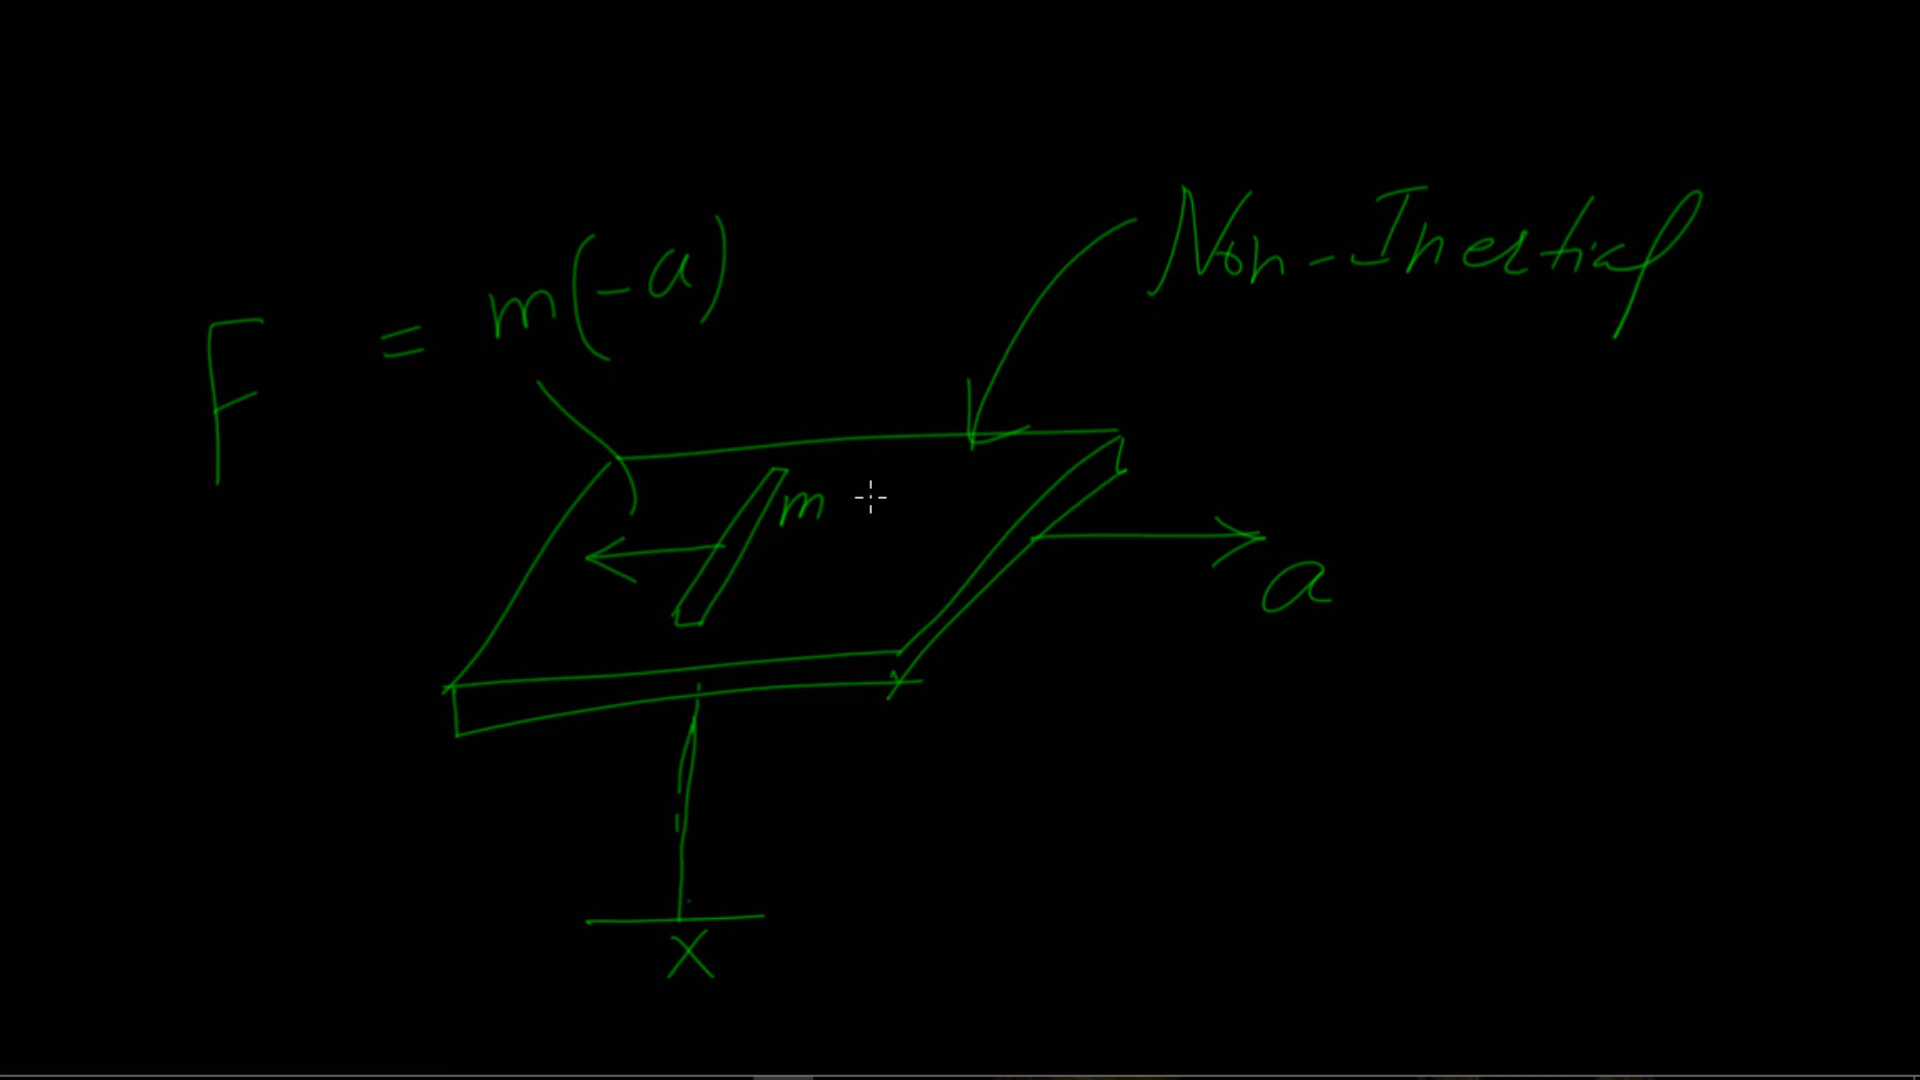 Non-Inertial
F = m(-a)
m
a
x